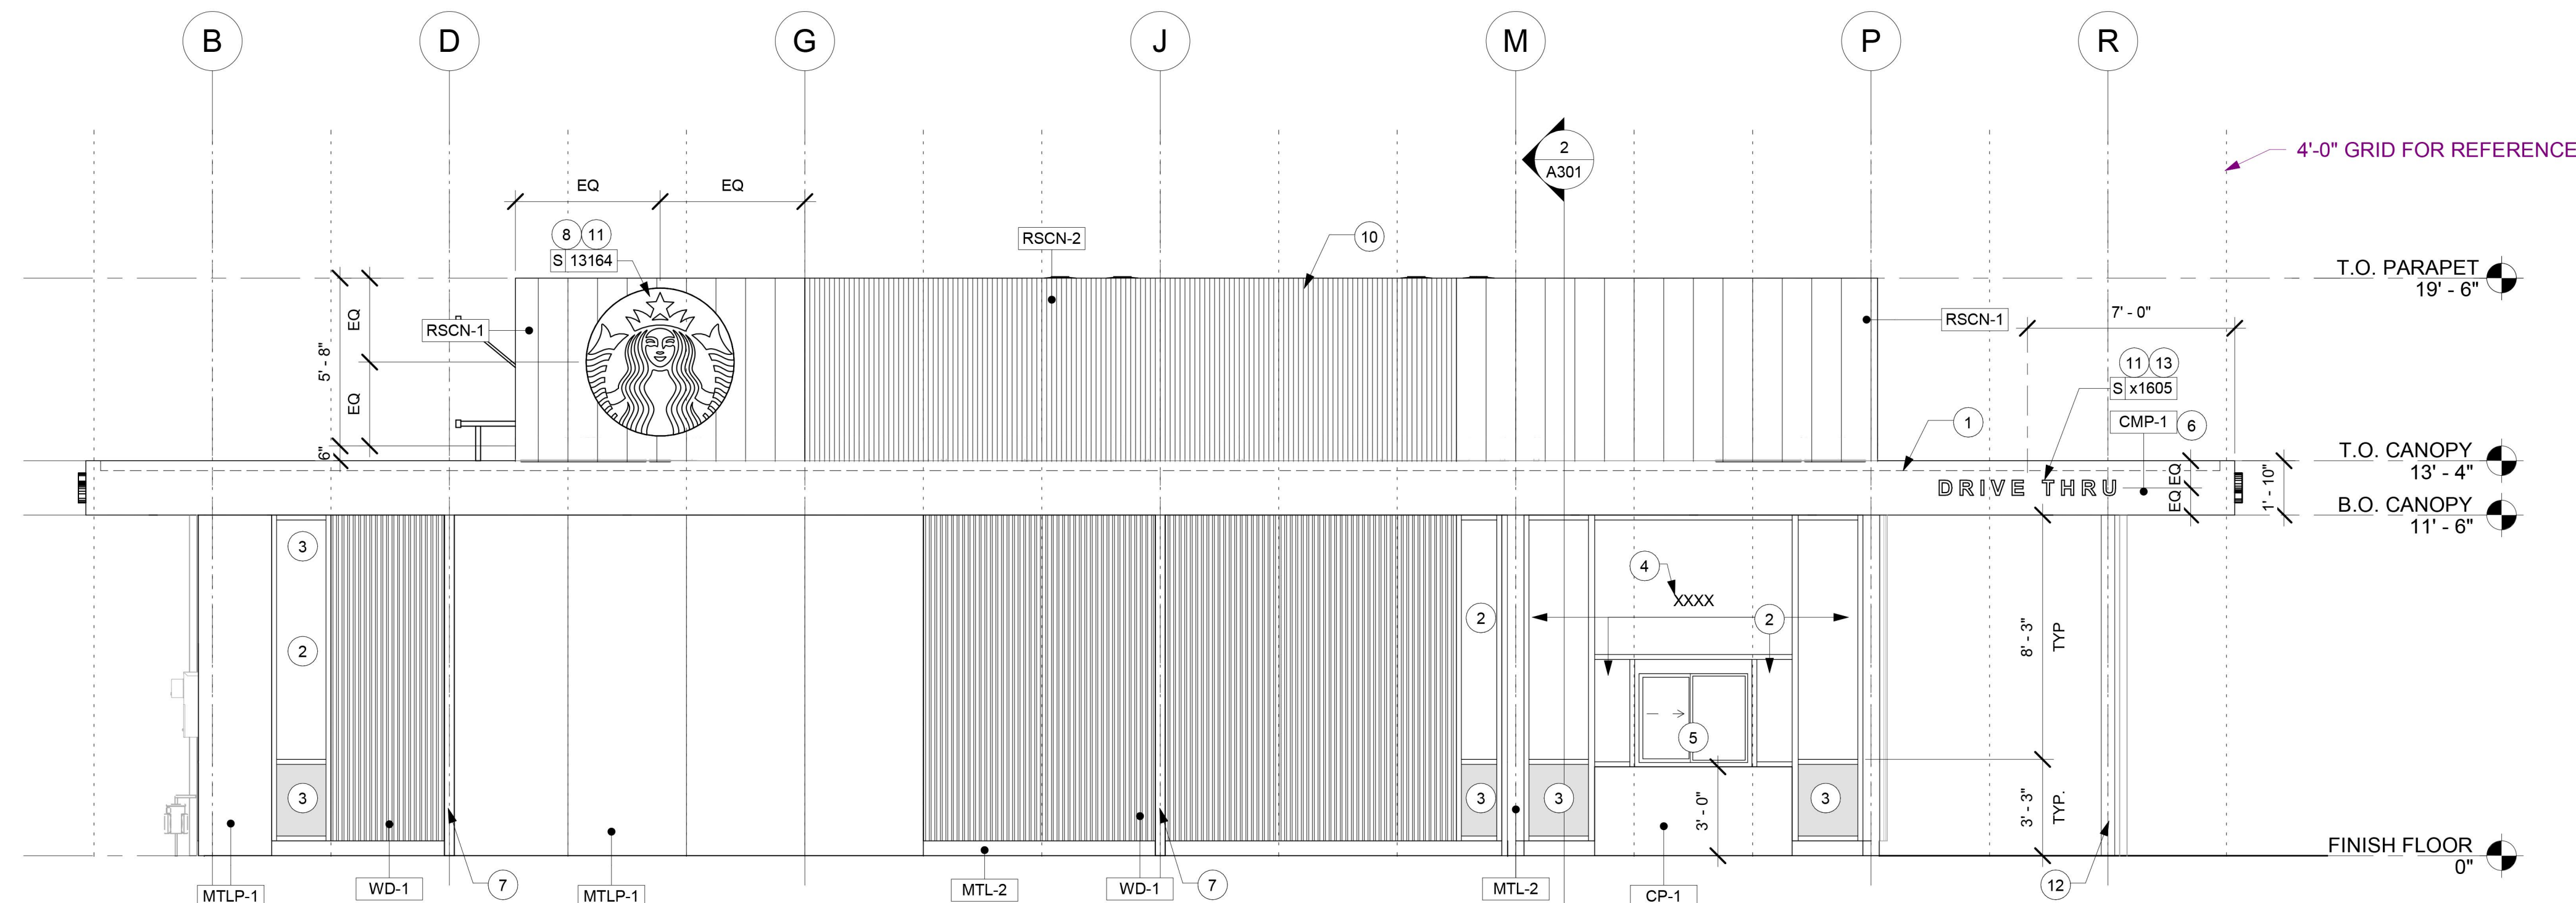 B
D
G
J
M
P
R
2
A301
4'-0" GRID FOR REFERENCE
EQ
EQ
8
11
S 13164
RSCN-2
10
T.O. PARAPET
19' - 6"
RSCN-1
RSCN-1
7' - 0"
EQ
5' - 8"
EQ
6"
11
13
S x1605
CMP-1
6
1
T.O. CANOPY
13' - 4"
DRIVE THRU
EQ
EQ
1' - 10"
B.O. CANOPY
11' - 6"
3
4
XXXX
2
2
2
8' - 3"
TYP
5
3
3
3
3
3' - 0"
3' - 3"
TYP.
FINISH FLOOR
0"
MTLP-1
WD-1
7
MTLP-1
MTL-2
WD-1
7
MTL-2
CP-1
12